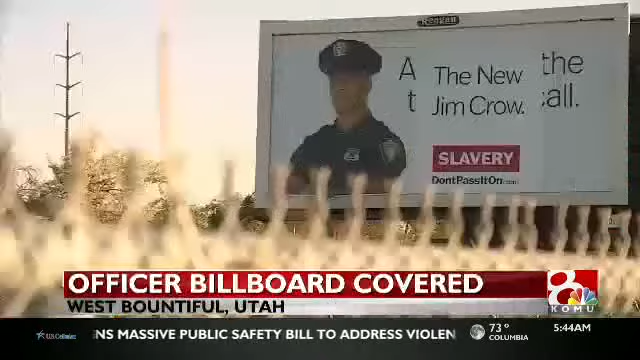 Reagan
A The New the
t Jim Crow. call.
SLAVERY
DontPassItOn.com
OFFICER BILLBOARD COVERED
WEST BOUNTIFUL, UTAH
8
KOMU
U.S. Cellular
NS MASSIVE PUBLIC SAFETY BILL TO ADDRESS VIOLEN
73°
COLUMBIA
5:44AM